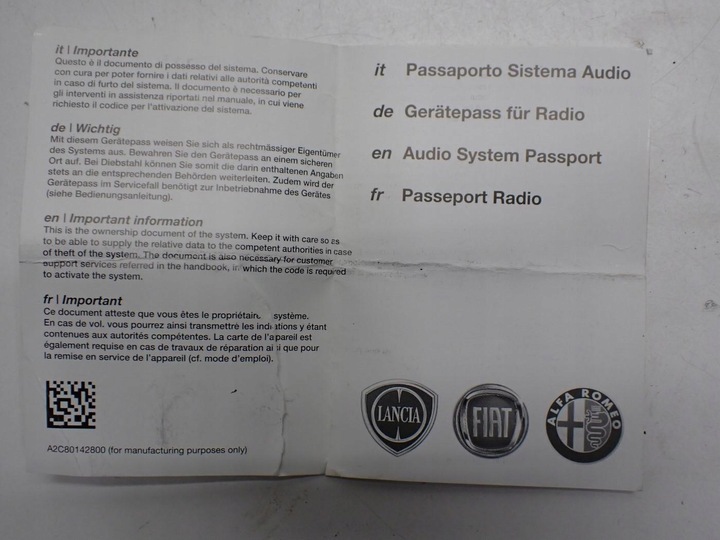 it | Importante
Questo è il documento di possesso del sistema. Conservare
con cura per poter fornire i dati relativi alle autorità competenti
in caso di furto del sistema. Il documento è necessario per
gli interventi in assistenza riportati nel manuale, in cui viene
richiesto il codice per l'attivazione del sistema.
de | Wichtig
Mit diesem Gerätepass weisen Sie sich als rechtmässiger Eigentümer
des Systems aus. Bewahren Sie den Gerätepass an einem sicheren
Ort auf. Bei Diebstahl können Sie somit die darin enthaltenen Angaben
stets an die entsprechenden Behörden weiterleiten. Zudem wird der
Gerätepass im Servicefall benötigt zur Inbetriebnahme des Gerätes
(siehe Bedienungsanleitung).
en | Important information
This is the ownership document of the system. Keep it with care so as
to be able to supply the relative data to the competent authorities in case
of theft of the system. The document is also necessary for customer
support services referred in the handbook, in which the code is required
to activate the system.
fr | Important
Ce document atteste que vous êtes le propriétaire système.
En cas de vol, vous pourrez ainsi transmettre les y étant
contenues aux autorités compétentes. La carte de l'appareil est
également requise en cas de travaux de réparation que pour
la remise en service de l'appareil (cf. mode d'emploi).
A2C80142800 (for manufacturing purposes only)
it Passaporto Sistema Audio
de Gerätepass für Radio
en Audio System Passport
fr Passeport Radio
LANCIA
FIAT
ALFA ROMEO